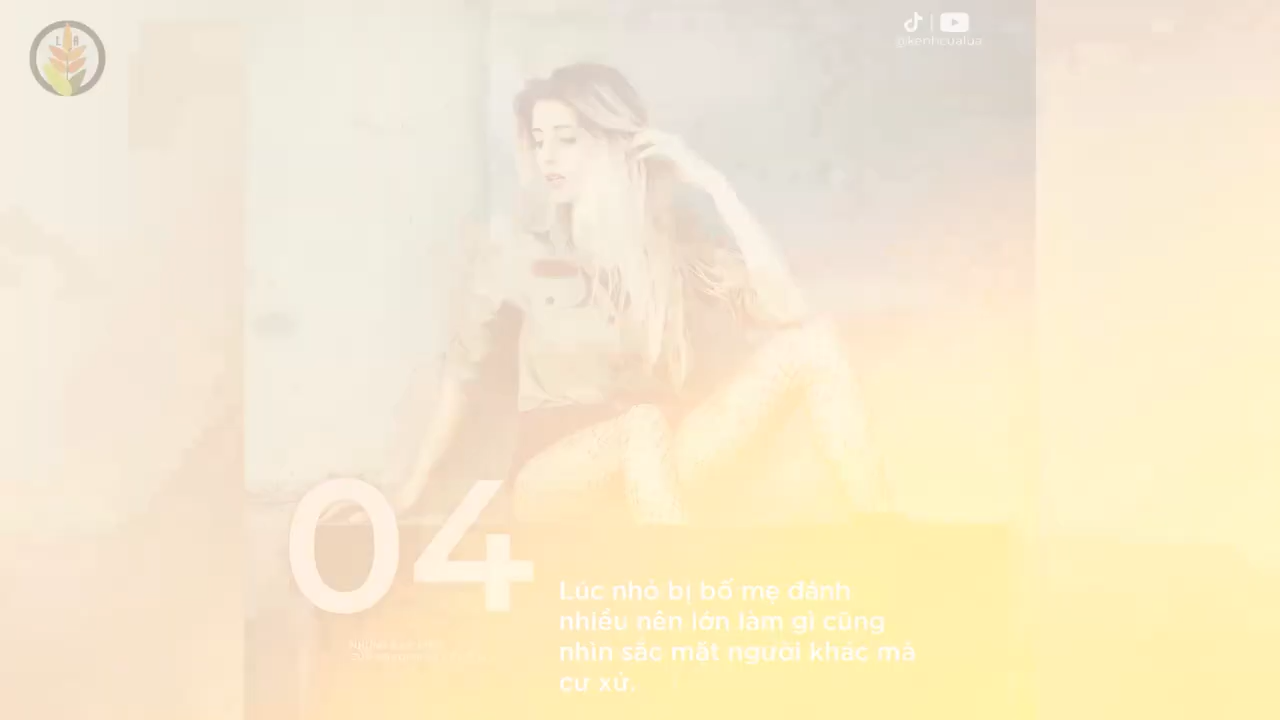 L A
@kenhcualua
04
Lúc nhỏ bị bố mẹ đánh
nhiều nên lớn làm gì cũng
nhìn sắc mặt người khác mà
cư xử.